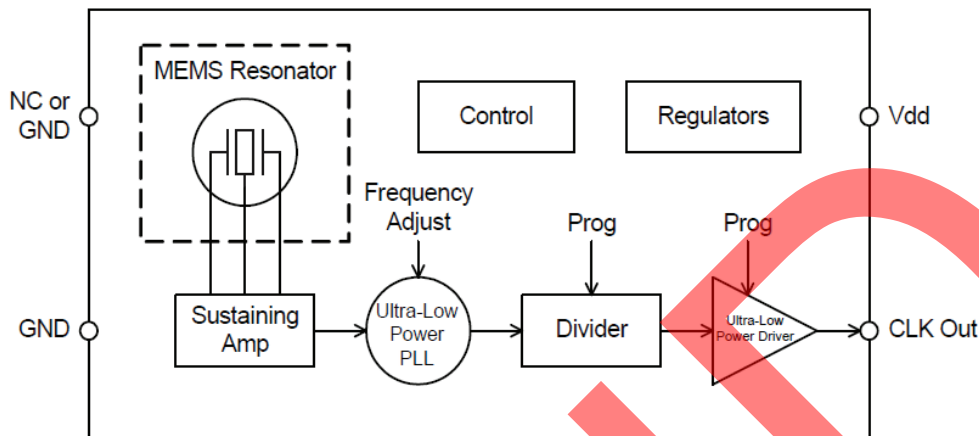 MEMS Resonator
NC or
GND
Control
Regulators
Vdd
Frequency
Adjust
Prog
Prog
GND
Sustaining
Amp
Ultra-Low
Power
PLL
Divider
Ultra-Low
Power Driver
CLK Out